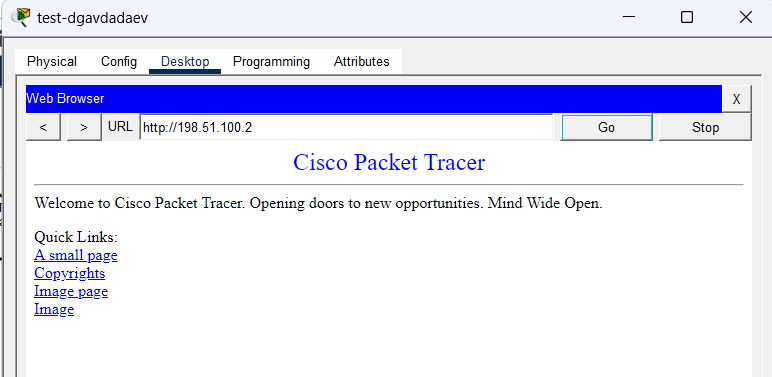 test-dgavdadaev
Physical Config Desktop Programming Attributes
Web Browser X
< > URL http://198.51.100.2 Go Stop
Cisco Packet Tracer
Welcome to Cisco Packet Tracer. Opening doors to new opportunities. Mind Wide Open.
Quick Links:
A small page
Copyrights
Image page
Image